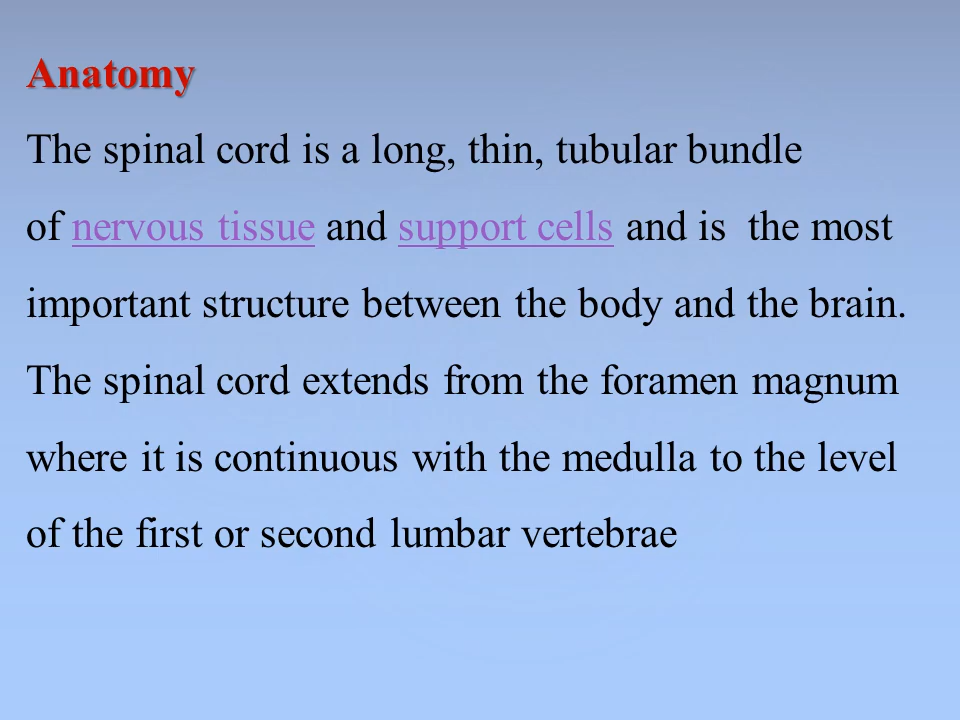 Anatomy
The spinal cord is a long, thin, tubular bundle
of nervous tissue and support cells and is  the most
important structure between the body and the brain.
The spinal cord extends from the foramen magnum
where it is continuous with the medulla to the level
of the first or second lumbar vertebrae